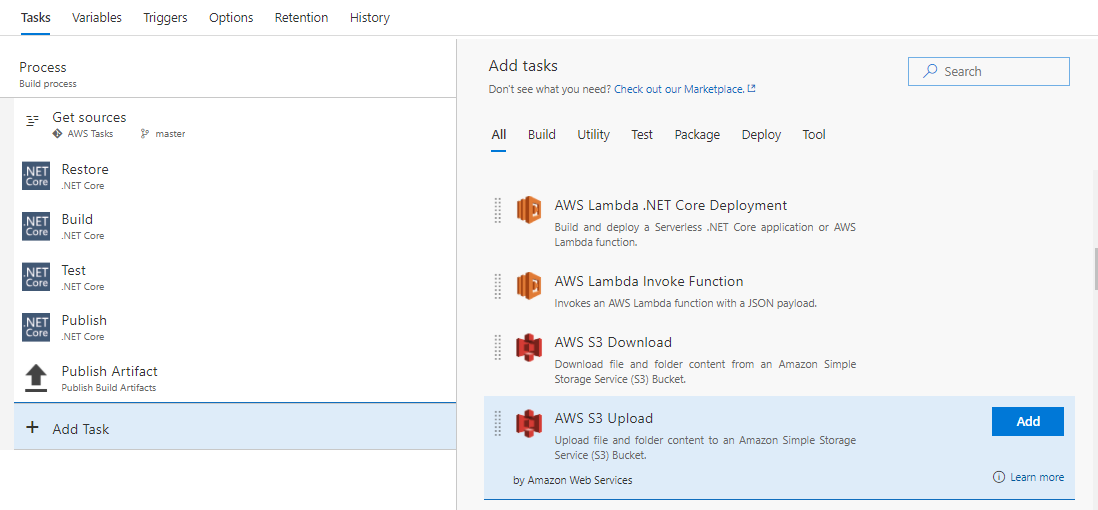 Tasks Variables Triggers Options Retention History
Process
Build process
Get sources
AWS Tasks master
.NET Core
Restore
.NET Core
.NET Core
Build
.NET Core
.NET Core
Test
.NET Core
.NET Core
Publish
.NET Core
Publish Artifact
Publish Build Artifacts
+ Add Task
Add tasks
Search
Don't see what you need? Check out our Marketplace.
All Build Utility Test Package Deploy Tool
AWS Lambda .NET Core Deployment
Build and deploy a Serverless .NET Core application or AWS
Lambda function.
AWS Lambda Invoke Function
Invokes an AWS Lambda function with a JSON payload.
AWS S3 Download
Download file and folder content from an Amazon Simple
Storage Service (S3) Bucket.
AWS S3 Upload
Add
Upload file and folder content to an Amazon Simple Storage
Service (S3) Bucket.
by Amazon Web Services
Learn more